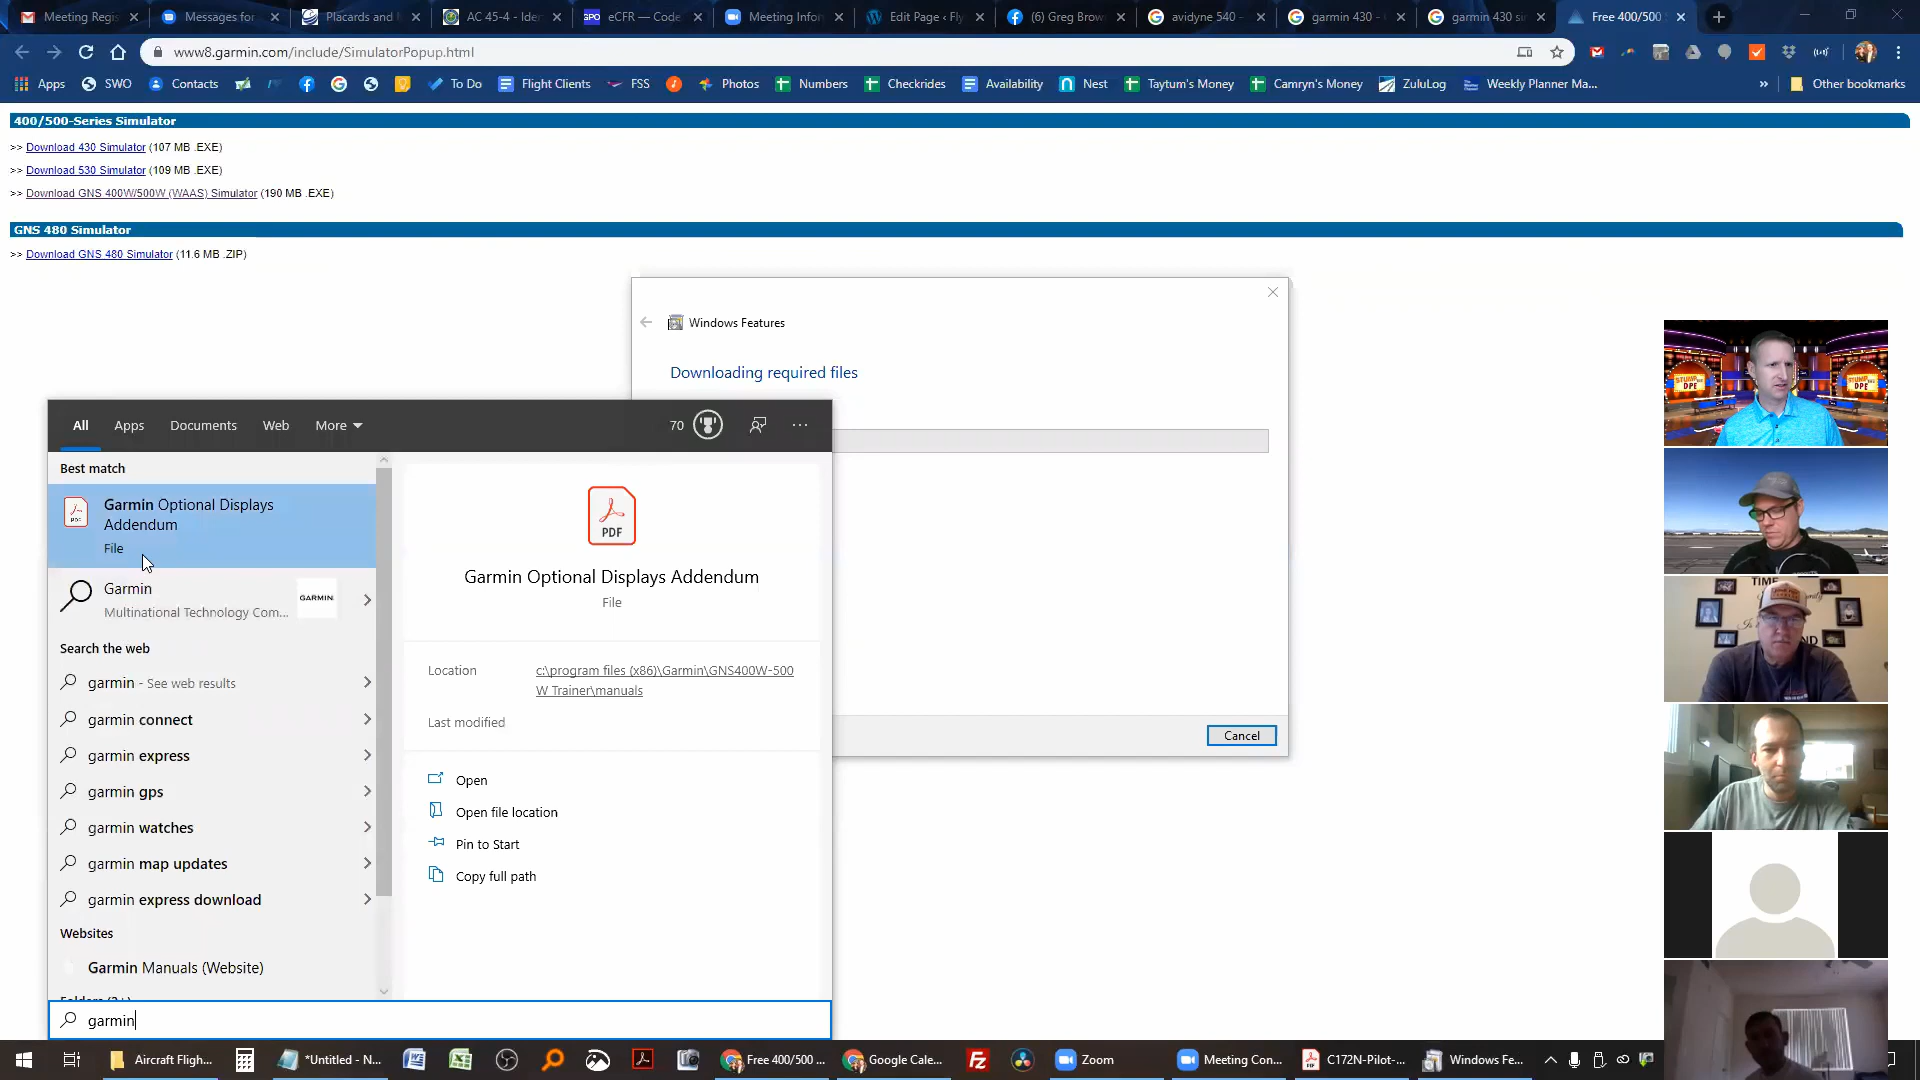 Meeting Regis
Messages for
Placards and
AC 45-4 - Ide
GPO
eCFR — Code
Meeting Infor
Edit Page ‹ Fly
(6) Greg Brow
avidyne 540 -
garmin 430 -
garmin 430 si
Free 400/500
www8.garmin.com/include/SimulatorPopup.html
Apps
SWO
Contacts
To Do
Flight Clients
FSS
Photos
Numbers
Checkrides
Availability
Nest
Taytum's Money
Camryn's Money
ZuluLog
Weekly Planner Ma...
»
Other bookmarks
400/500-Series Simulator
>> Download 430 Simulator (107 MB .EXE)
>> Download 530 Simulator (109 MB .EXE)
>> Download GNS 400W/500W (WAAS) Simulator (190 MB .EXE)
GNS 480 Simulator
>> Download GNS 480 Simulator (11.6 MB .ZIP)
Windows Features
Downloading required files
Cancel
All
Apps
Documents
Web
More
70
Best match
Garmin Optional Displays
Addendum
File
Garmin
Multinational Technology Com...
GARMIN
Search the web
garmin - See web results
garmin connect
garmin express
garmin gps
garmin watches
garmin map updates
garmin express download
Websites
Garmin Manuals (Website)
garmin
PDF
Garmin Optional Displays Addendum
File
Location
c:\program files (x86)\Garmin\GNS400W-500
W Trainer\manuals
Last modified
Open
Open file location
Pin to Start
Copy full path
STUMP
DPE
STUMP
DPE
TIME
Aircraft Fligh...
*Untitled - N...
Free 400/500 ...
Google Cale...
Zoom
Meeting Con...
C172N-Pilot-...
Windows Fe...